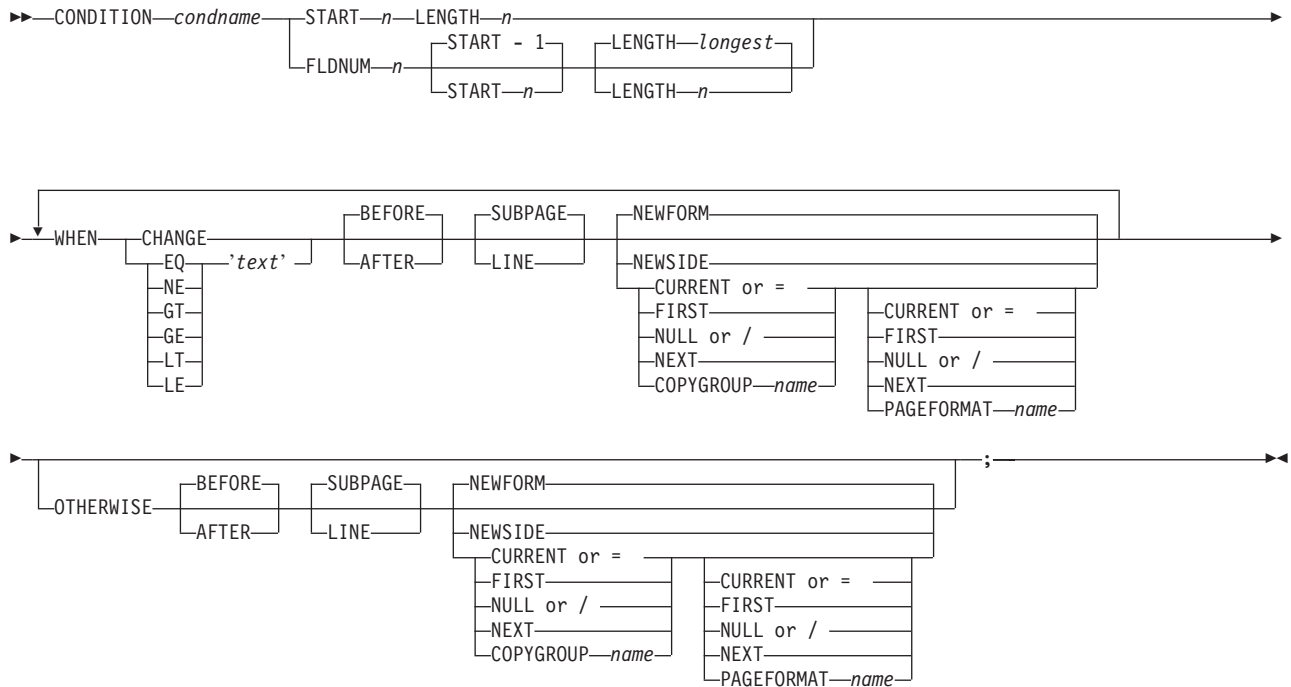 CONDITION condname START n LENGTH n
START - 1 LENGTH longest
FLDNUM n
START n LENGTH n
BEFORE SUBPAGE NEWFORM
WHEN CHANGE
EQ 'text' AFTER LINE NEWSIDE
NE CURRENT or =
GT FIRST CURRENT or =
GE NULL or / FIRST
LT NEXT NULL or /
LE COPYGROUP name NEXT
PAGEFORMAT name
;
BEFORE SUBPAGE NEWFORM
OTHERWISE
AFTER LINE NEWSIDE
CURRENT or =
FIRST CURRENT or =
NULL or / FIRST
NEXT NULL or /
COPYGROUP name NEXT
PAGEFORMAT name